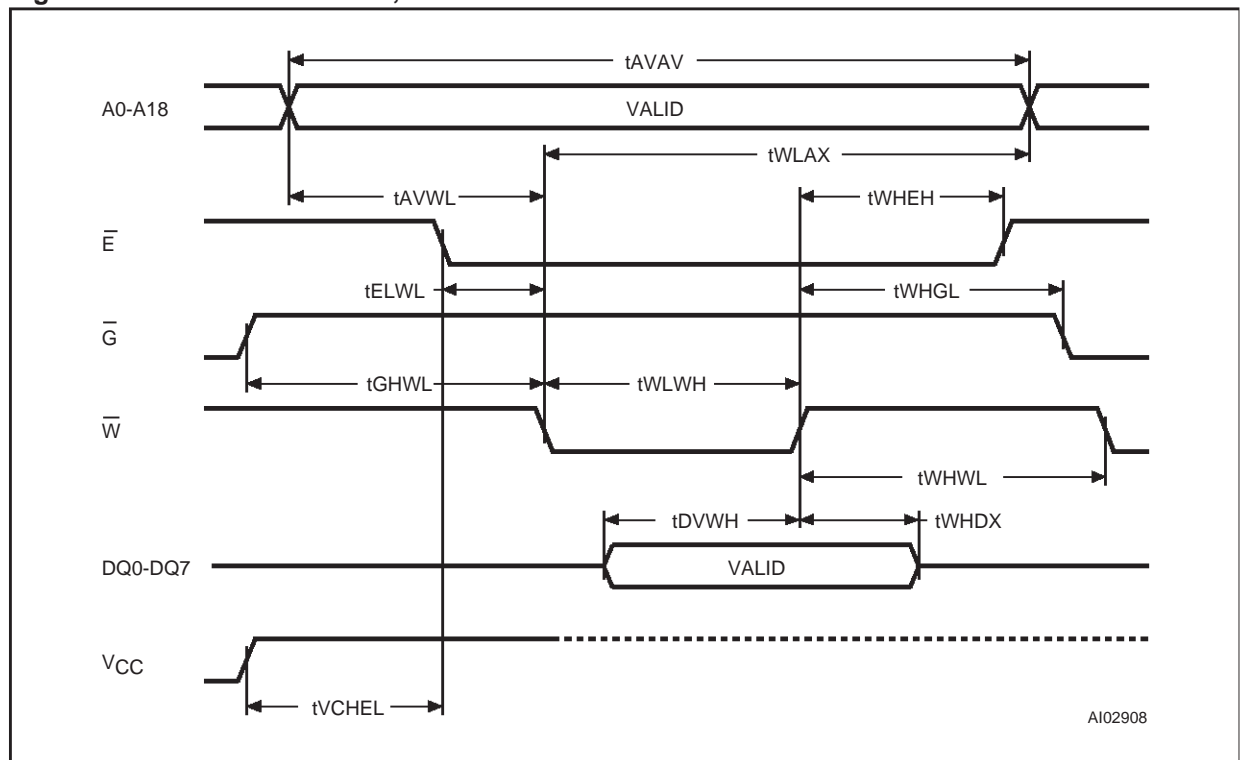 tAVAV
A0-A18
VALID
tWLAX
tAVWL
tWHEH
E̅
tELWL
tWHGL
G̅
tGHWL
tWLWH
W̅
tWHWL
tDVWH
tWHDX
DQ0-DQ7
VALID
VCC
tVCHEL
AI02908